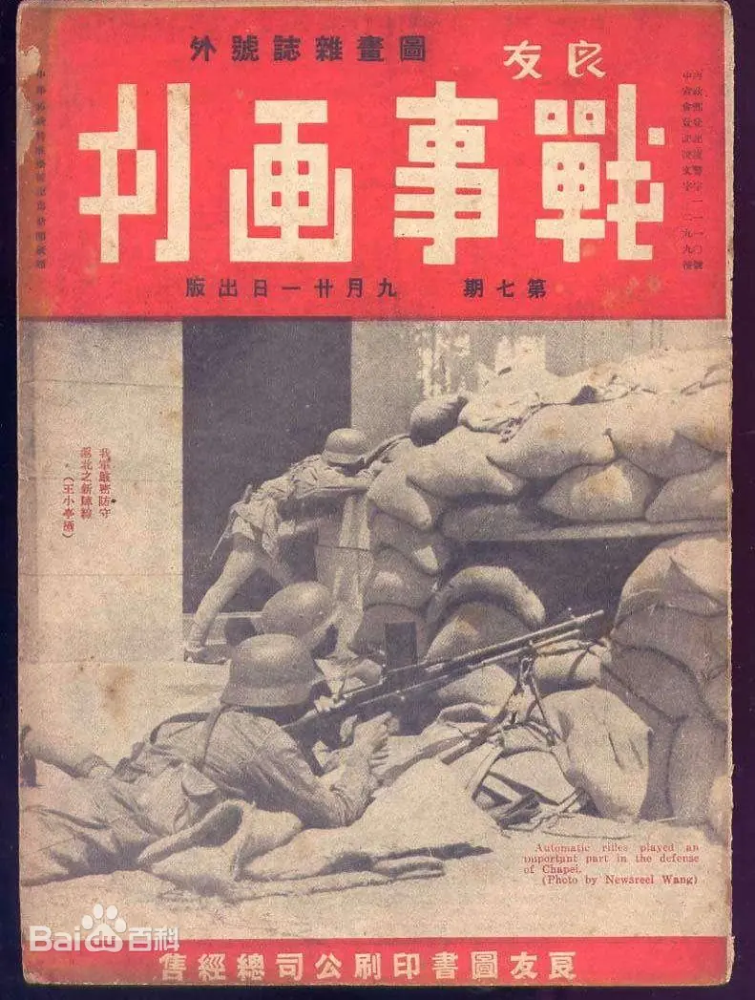 良友
圖畫雜誌號外
戰事画刊
第七期 九月廿一日出版
我軍嚴密防守
滬北之新陣線
（王小亭攝）
Automatic rifles played an
important part in the defense
of Chapei.
(Photo by Newsreel Wang)
良友圖書印刷公司總經售
Bai百科